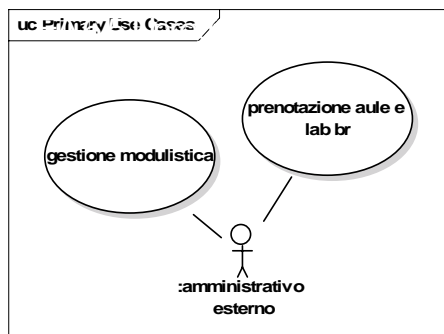 uc Primary Use Cases
prenotazione aule e
lab br
gestione modulistica
:amministrativo
esterno